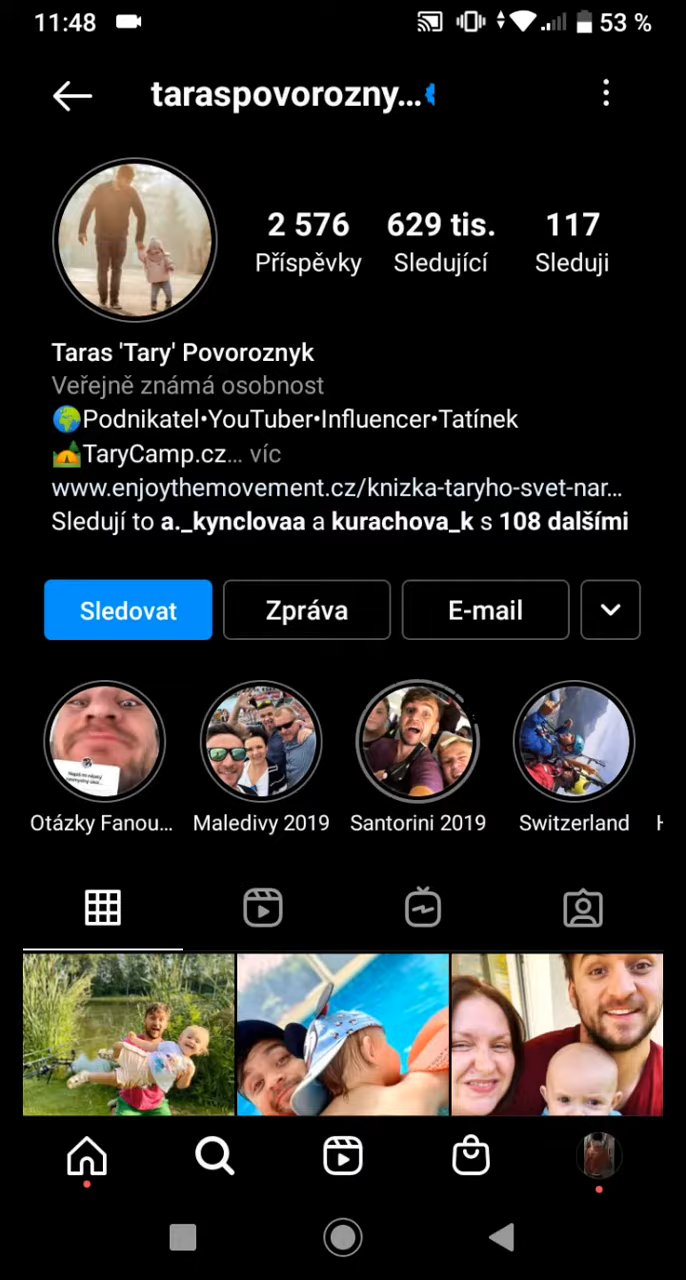 11:48
53 %
taraspovorozny...
2 576
629 tis.
117
Příspěvky
Sledující
Sleduji
Taras 'Tary' Povoroznyk
Veřejně známá osobnost
🌍Podnikatel•YouTuber•Influencer•Tatínek
🏕TaryCamp.cz... víc
www.enjoythemovement.cz/knizka-taryho-svet-nar...
Sledují to a._kynclovaa a kurachova_k s 108 dalšími
Sledovat
Zpráva
E-mail
Otázky Fanou...
Maledivy 2019
Santorini 2019
Switzerland